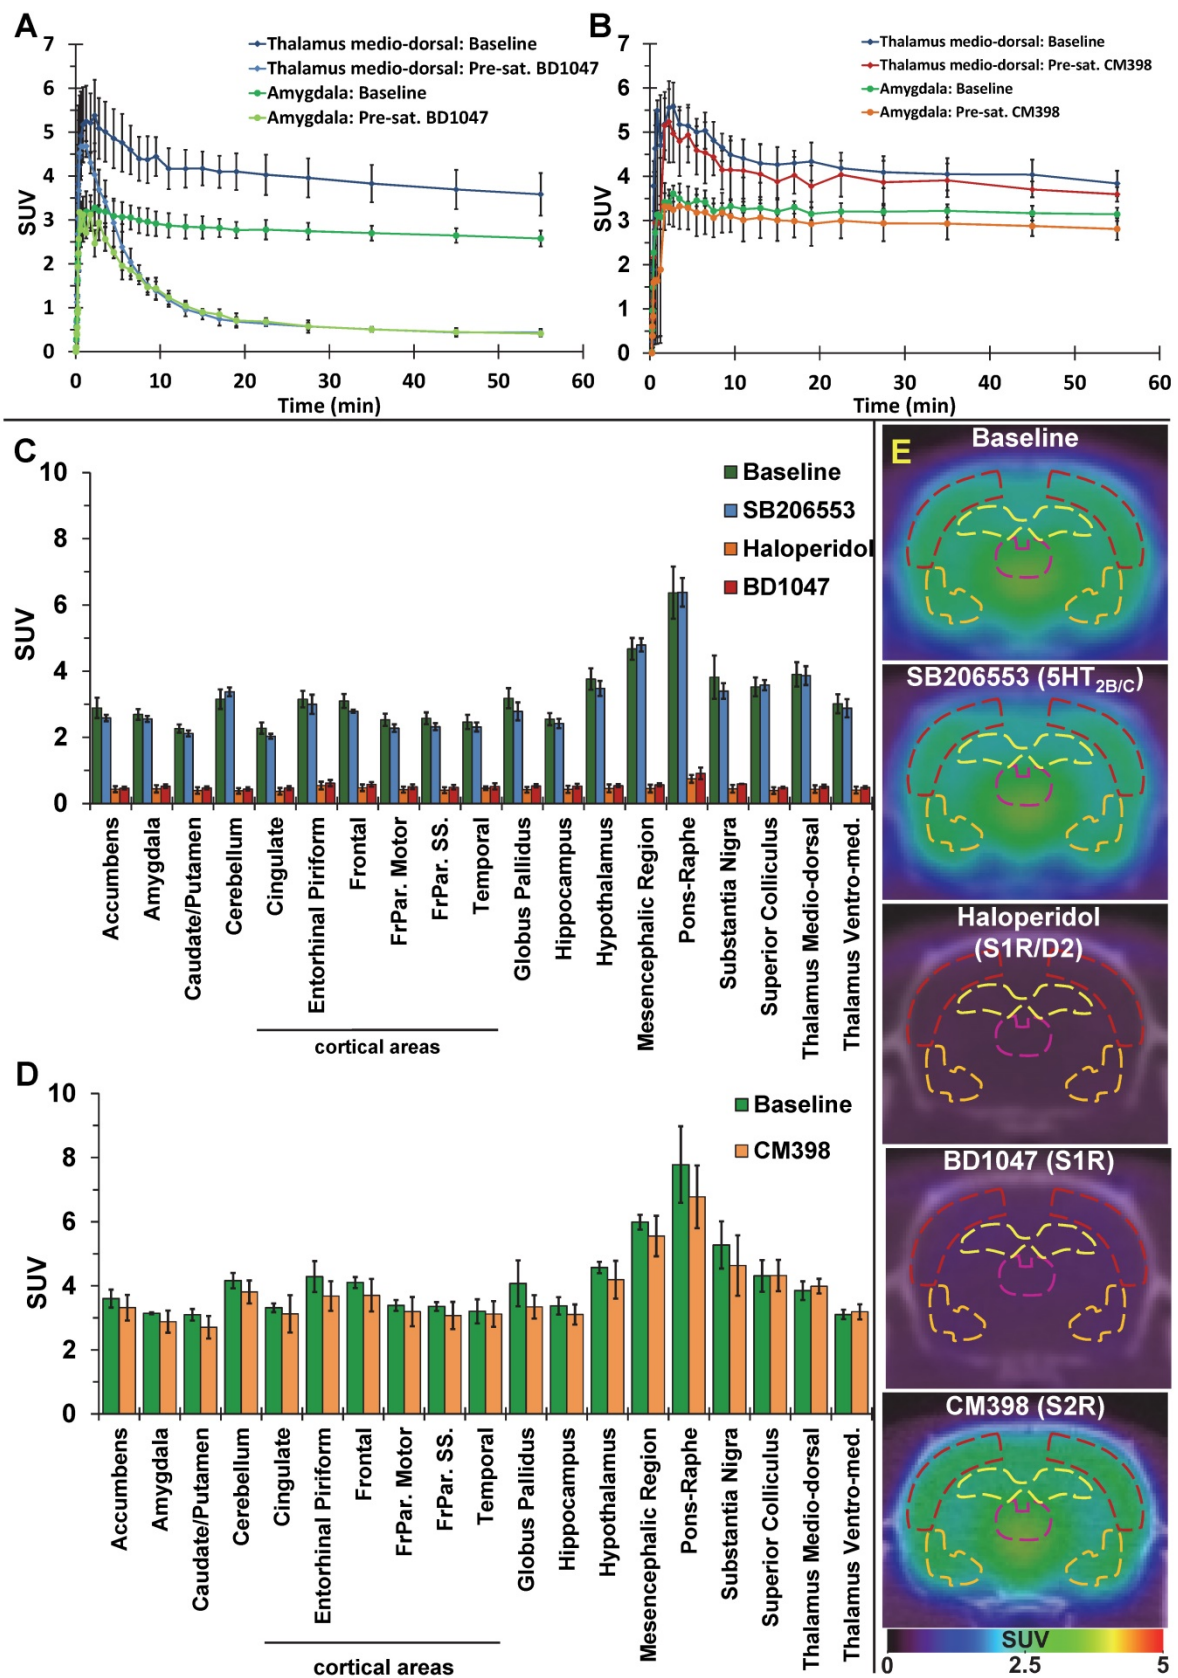 A
7
6
5
4
3
2
1
0
SUV
0 10 20 30 40 50 60
Time (min)
Thalamus medio-dorsal: Baseline
Thalamus medio-dorsal: Pre-sat. BD1047
Amygdala: Baseline
Amygdala: Pre-sat. BD1047
B
7
6
5
4
3
2
1
0
SUV
0 10 20 30 40 50 60
Time (min)
Thalamus medio-dorsal: Baseline
Thalamus medio-dorsal: Pre-sat. CM398
Amygdala: Baseline
Amygdala: Pre-sat. CM398
C
10
8
6
4
2
0
SUV
Baseline
SB206553
Haloperidol
BD1047
Accumbens
Amygdala
Caudate/Putamen
Cerebellum
Cingulate
Entorhinal Piriform
Frontal
FrPar. Motor
FrPar. SS.
Temporal
Globus Pallidus
Hippocampus
Hypothalamus
Mesencephalic Region
Pons-Raphe
Substantia Nigra
Superior Colliculus
Thalamus Medio-dorsal
Thalamus Ventro-med.
cortical areas
D
10
8
6
4
2
0
SUV
Baseline
CM398
Accumbens
Amygdala
Caudate/Putamen
Cerebellum
Cingulate
Entorhinal Piriform
Frontal
FrPar. Motor
FrPar. SS.
Temporal
Globus Pallidus
Hippocampus
Hypothalamus
Mesencephalic Region
Pons-Raphe
Substantia Nigra
Superior Colliculus
Thalamus Medio-dorsal
Thalamus Ventro-med.
cortical areas
E
Baseline
SB206553 (5HT2B/C)
Haloperidol
(S1R/D2)
BD1047 (S1R)
CM398 (S2R)
SUV
0 2.5 5